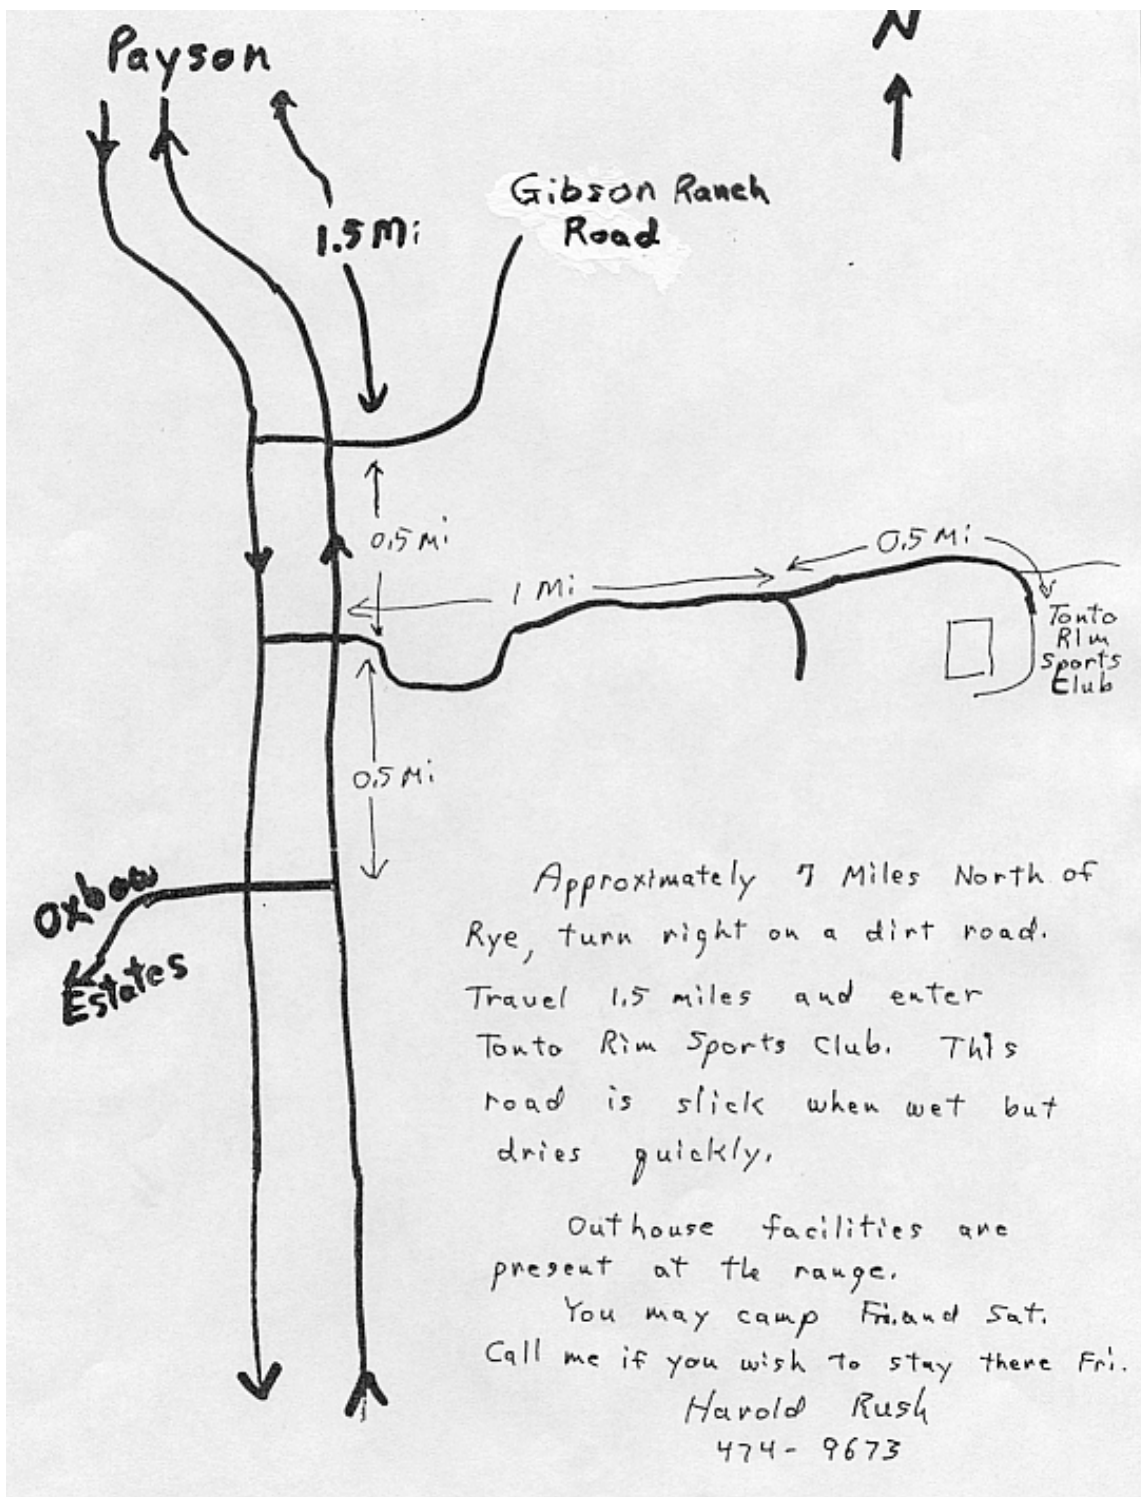 N
Payson
1.5 Mi
Gibson Ranch
Road
0.5 Mi
1 Mi
0.5 Mi
Tonto
RIm
Sports
Club
0.5 Mi
Oxbow
Estates
Approximately 7 Miles North of
Rye, turn right on a dirt road.
Travel 1.5 miles and enter
Tonto Rim Sports Club. This
road is slick when wet but
dries quickly.
Outhouse facilities are
present at the range.
You may camp Fri. and Sat.
Call me if you wish to stay there Fri.
Harold Rush
474-9673